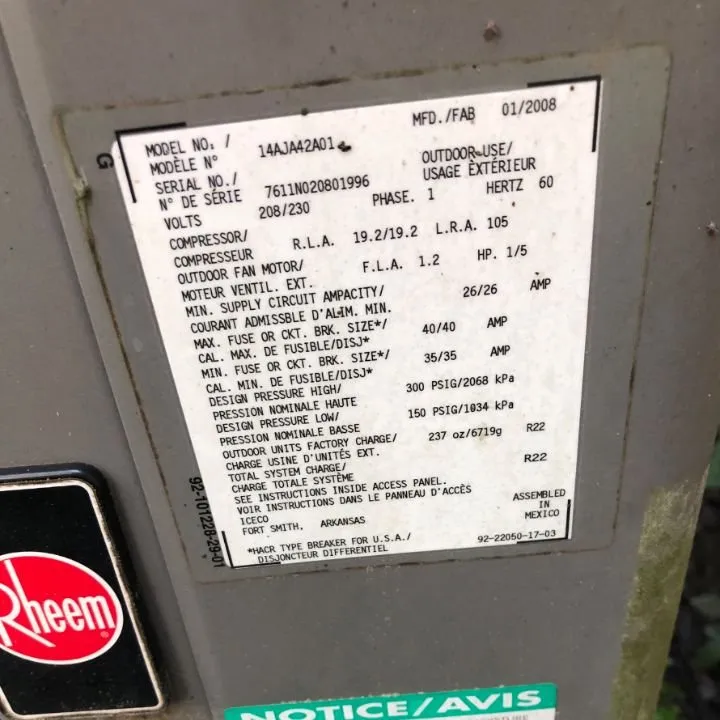 MFD./FAB 01/2008
MODEL NO. / 14AJA42A01
MODÈLE N°
SERIAL NO./ 7611N020801996 OUTDOOR-USE/
N° DE SÉRIE USAGE EXTÉRIEUR
VOLTS 208/230 PHASE. 1 HERTZ 60
COMPRESSOR/ R.L.A. 19.2/19.2 L.R.A. 105
COMPRESSEUR
OUTDOOR FAN MOTOR/ F.L.A. 1.2 HP. 1/5
MOTEUR VENTIL. EXT.
MIN. SUPPLY CIRCUIT AMPACITY/ 26/26 AMP
COURANT ADMISSBLE D'ALIM. MIN.
MAX. FUSE OR CKT. BRK. SIZE*/ 40/40 AMP
CAL. MAX. DE FUSIBLE/DISJ*
MIN. FUSE OR CKT. BRK. SIZE*/ 35/35 AMP
CAL. MIN. DE FUSIBLE/DISJ*
DESIGN PRESSURE HIGH/ 300 PSIG/2068 kPa
PRESSION NOMINALE HAUTE
DESIGN PRESSURE LOW/ 150 PSIG/1034 kPa
PRESSION NOMINALE BASSE
OUTDOOR UNITS FACTORY CHARGE/ 237 oz/6719g R22
CHARGE USINE D'UNITÉS EXT.
TOTAL SYSTEM CHARGE/ R22
CHARGE TOTALE SYSTÈME
SEE INSTRUCTIONS INSIDE ACCESS PANEL.
VOIR INSTRUCTIONS DANS LE PANNEAU D'ACCÈS
ICECO
FORT SMITH, ARKANSAS
ASSEMBLED
IN
MEXICO
*HACR TYPE BREAKER FOR U.S.A./
DISJONCTEUR DIFFERENTIEL
92-22050-17-03
G
92-101228-29-01
Rheem
NOTICE/AVIS